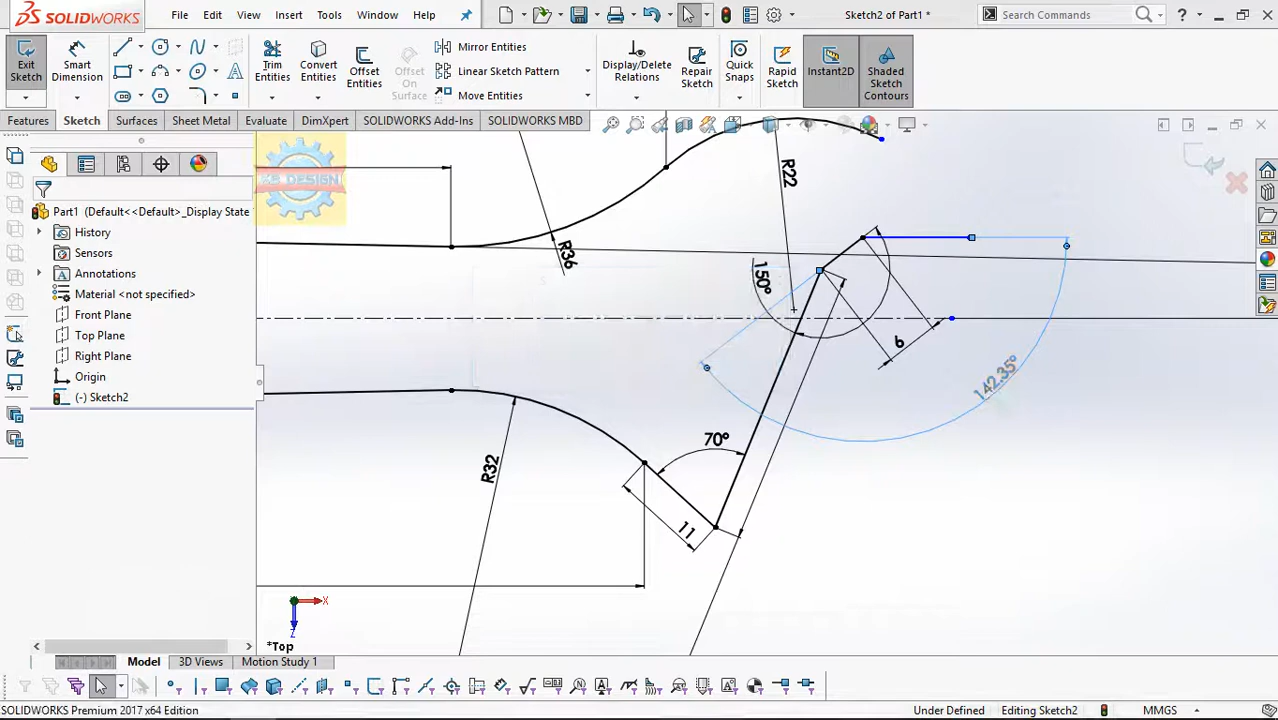 SOLIDWORKS
File Edit View Insert Tools Window Help
Sketch2 of Part1 *
Search Commands
?
Exit Sketch
Smart Dimension
Trim Entities
Convert Entities
Offset Entities
Offset On Surface
Mirror Entities
Linear Sketch Pattern
Move Entities
Display/Delete Relations
Repair Sketch
Quick Snaps
Rapid Sketch
Instant2D
Shaded Sketch Contours
Features Sketch Surfaces Sheet Metal Evaluate DimXpert SOLIDWORKS Add-Ins SOLIDWORKS MBD
DESIGN
Part1 (Default<<Default>_Display State
History
Sensors
Annotations
Material <not specified>
Front Plane
Top Plane
Right Plane
Origin
(-) Sketch2
R22
R36
150°
6
142.35°
70°
R32
11
X
Z
*Top
Model 3D Views Motion Study 1
SOLIDWORKS Premium 2017 x64 Edition
Under Defined Editing Sketch2 MMGS